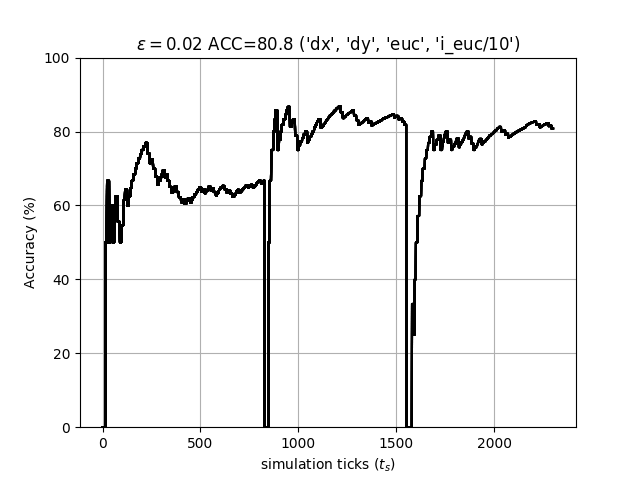 ε = 0.02 ACC=80.8 ('dx', 'dy', 'euc', 'i_euc/10')
100
80
60
40
20
0
Accuracy (%)
0 500 1000 1500 2000
simulation ticks (tₛ)